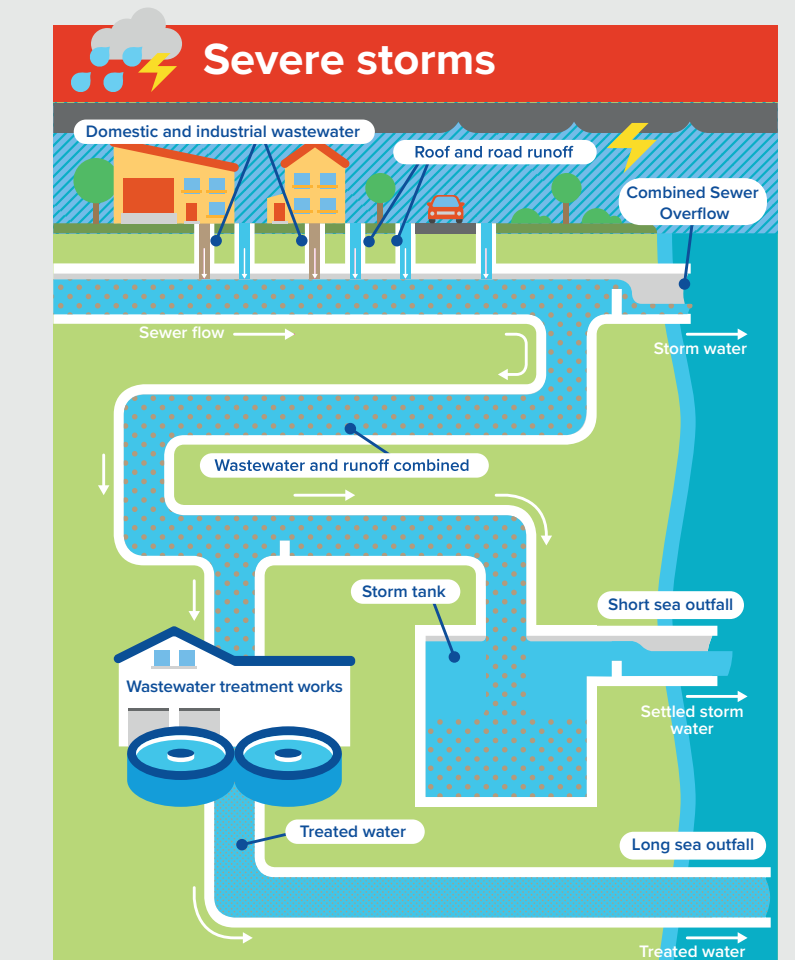 Severe storms
Domestic and industrial wastewater
Roof and road runoff
Combined Sewer
Overflow
Sewer flow
Storm water
Wastewater and runoff combined
Storm tank
Short sea outfall
Wastewater treatment works
Settled storm
water
Treated water
Long sea outfall
Treated water